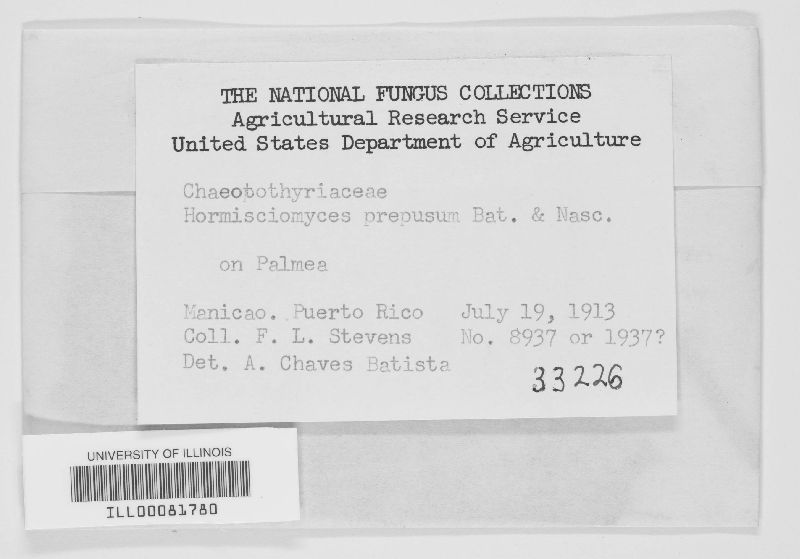 THE NATIONAL FUNGUS COLLECTIONS
Agricultural Research Service
United States Department of Agriculture
Chaeotothyriaceae
Hormisciomyces prepusum Bat. & Nasc.
on Palmea
Manicao. Puerto Rico July 19, 1913
Coll. F. L. Stevens No. 8937 or 1937?
Det. A. Chaves Batista
33226
UNIVERSITY OF ILLINOIS
ILL00081780